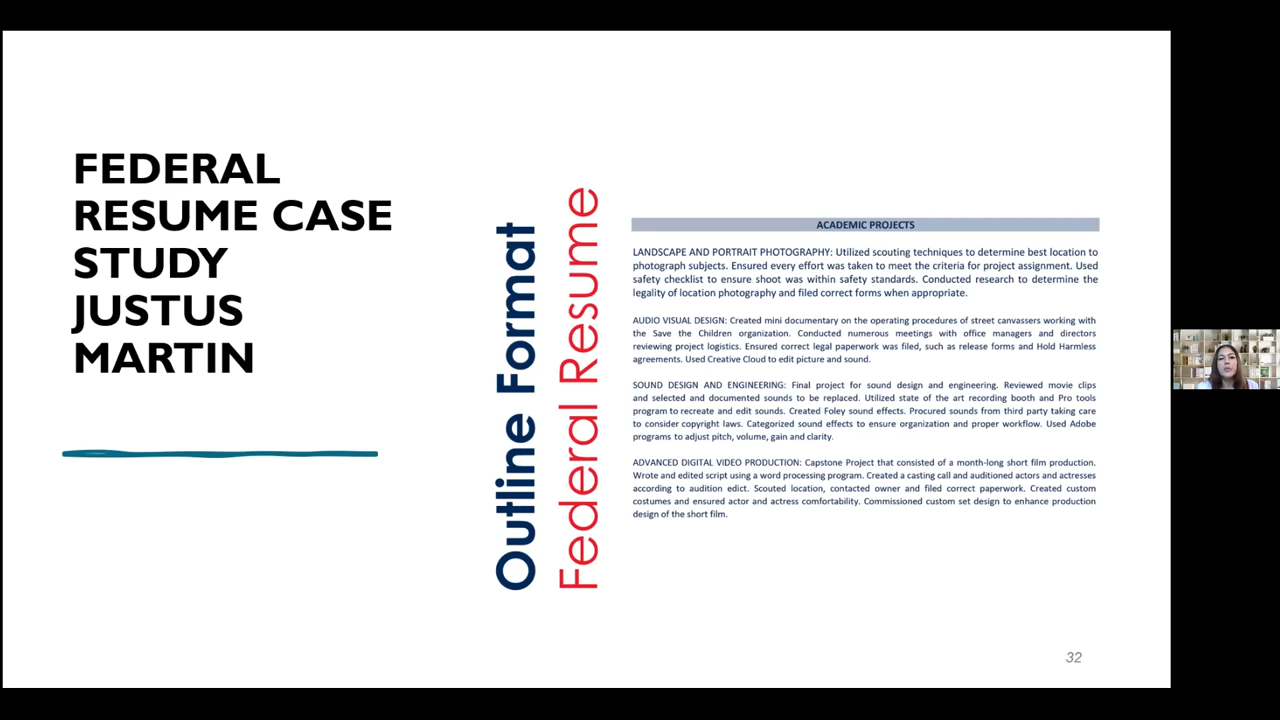 FEDERAL
RESUME CASE
STUDY
JUSTUS
MARTIN
Outline Format
Federal Resume
ACADEMIC PROJECTS
LANDSCAPE AND PORTRAIT PHOTOGRAPHY: Utilized scouting techniques to determine best location to
photograph subjects. Ensured every effort was taken to meet the criteria for project assignment. Used
safety checklist to ensure shoot was within safety standards. Conducted research to determine the
legality of location photography and filed correct forms when appropriate.
AUDIO VISUAL DESIGN: Created mini documentary on the operating procedures of street canvassers working with
the Save the Children organization. Conducted numerous meetings with office managers and directors
reviewing project logistics. Ensured correct legal paperwork was filed, such as release forms and Hold Harmless
agreements. Used Creative Cloud to edit picture and sound.
SOUND DESIGN AND ENGINEERING: Final project for sound design and engineering. Reviewed movie clips
and selected and documented sounds to be replaced. Utilized state of the art recording booth and Pro tools
program to recreate and edit sounds. Created Foley sound effects. Procured sounds from third party taking care
to consider copyright laws. Categorized sound effects to ensure organization and proper workflow. Used Adobe
programs to adjust pitch, volume, gain and clarity.
ADVANCED DIGITAL VIDEO PRODUCTION: Capstone Project that consisted of a month-long short film production.
Wrote and edited script using a word processing program. Created a casting call and auditioned actors and actresses
according to audition edict. Scouted location, contacted owner and filed correct paperwork. Created custom
costumes and ensured actor and actress comfortability. Commissioned custom set design to enhance production
design of the short film.
32